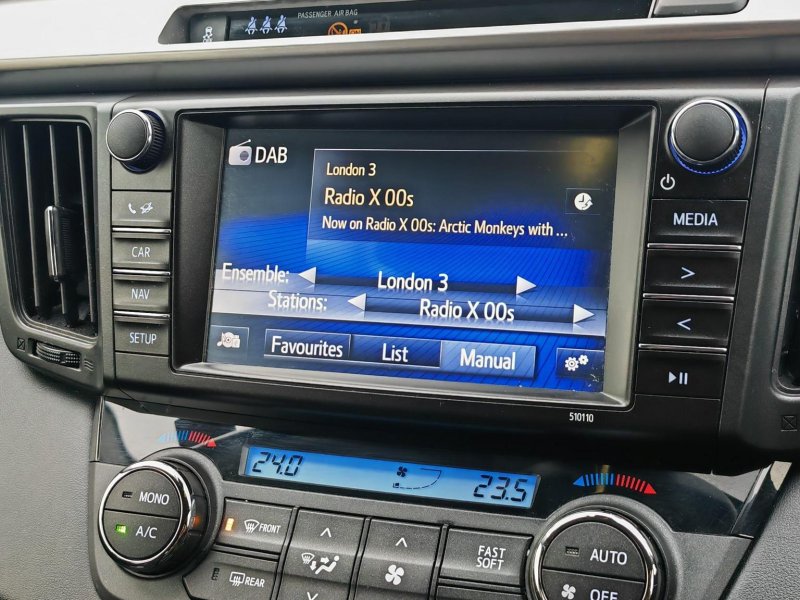 PASSENGER AIR BAG
DAB
London 3
Radio X 00s
Now on Radio X 00s: Arctic Monkeys with ...
Ensemble: London 3
Stations: Radio X 00s
Favourites List Manual
CAR
NAV
SETUP
MEDIA
510110
24.0 23.5
MONO
A/C
FRONT
REAR
FAST
SOFT
AUTO
OFF